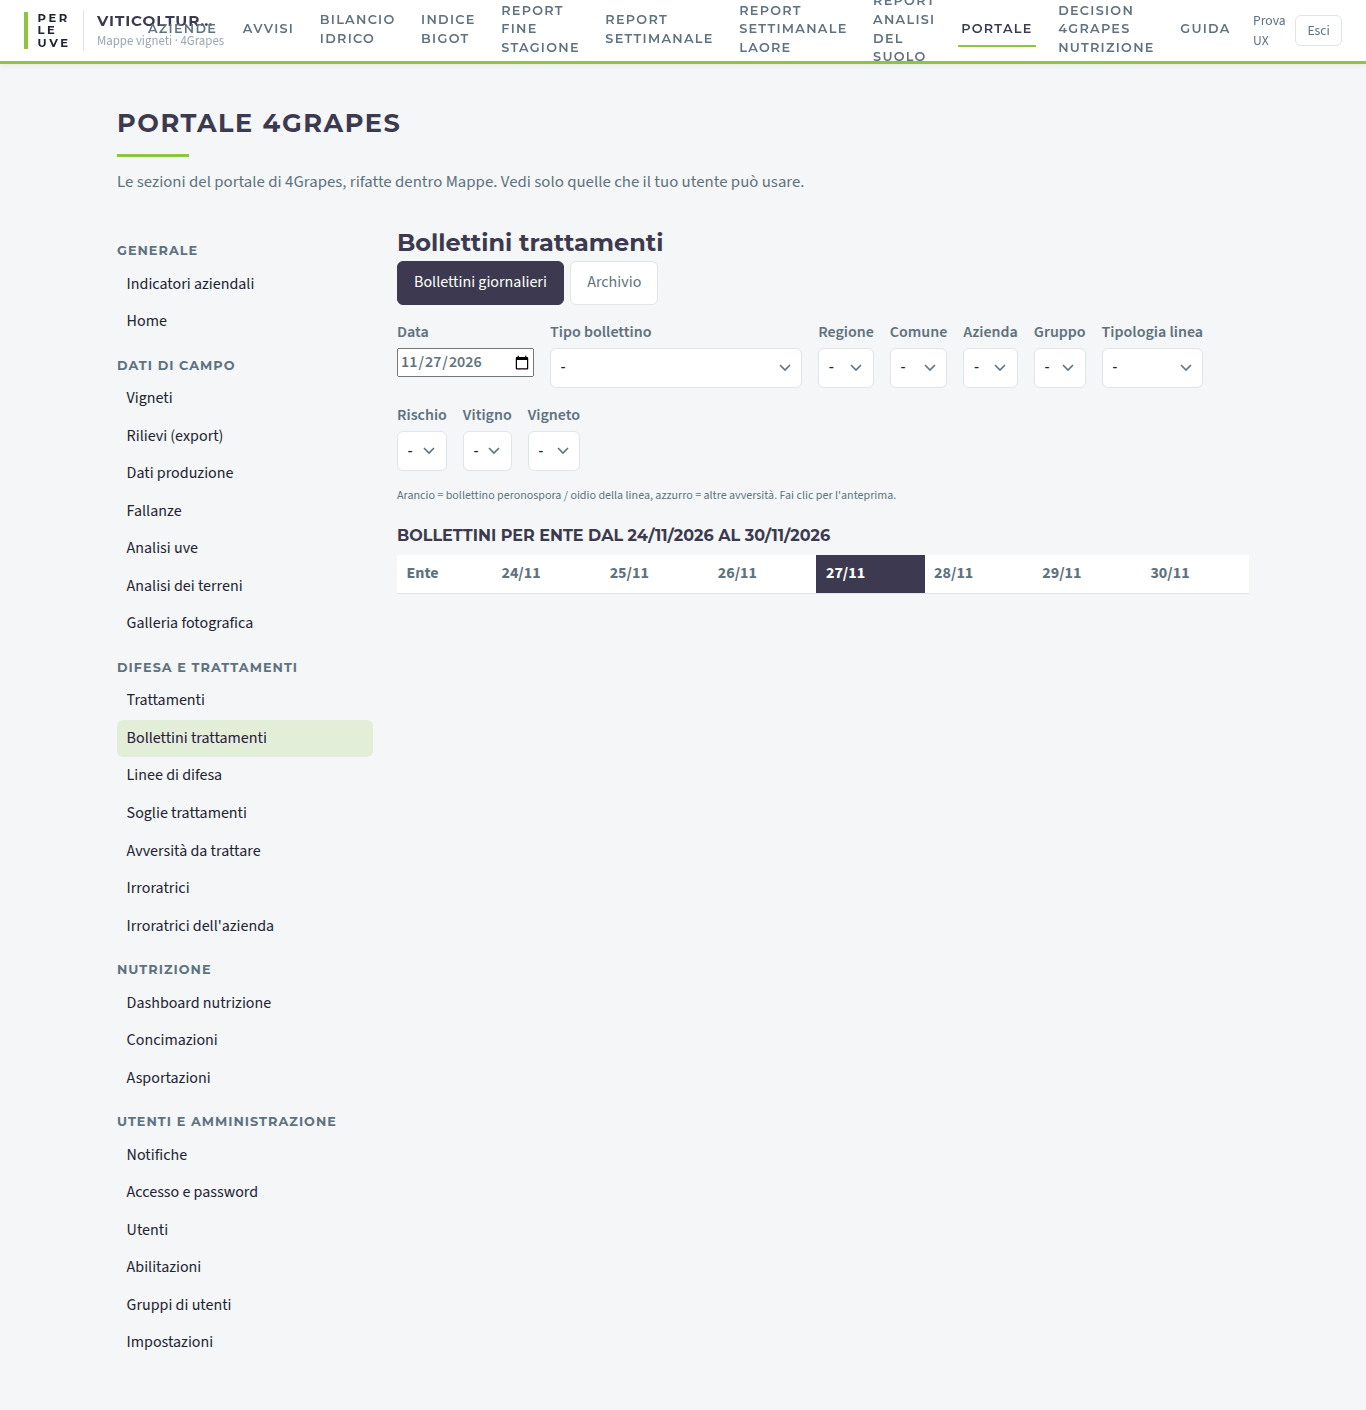 PER
LE
UVE
VITICOLTUR...
Mappe vigneti · 4Grapes
AZIENDE
AVVISI
BILANCIO
IDRICO
INDICE
BIGOT
REPORT
FINE
STAGIONE
REPORT
SETTIMANALE
REPORT
SETTIMANALE
LAORE
REPORT
ANALISI
DEL
SUOLO
PORTALE
DECISION
4GRAPES
NUTRIZIONE
GUIDA
Prova
UX
Esci
PORTALE 4GRAPES
Le sezioni del portale di 4Grapes, rifatte dentro Mappe. Vedi solo quelle che il tuo utente può usare.
GENERALE
Indicatori aziendali
Home
DATI DI CAMPO
Vigneti
Rilievi (export)
Dati produzione
Fallanze
Analisi uve
Analisi dei terreni
Galleria fotografica
DIFESA E TRATTAMENTI
Trattamenti
Bollettini trattamenti
Linee di difesa
Soglie trattamenti
Avversità da trattare
Irroratrici
Irroratrici dell'azienda
NUTRIZIONE
Dashboard nutrizione
Concimazioni
Asportazioni
UTENTI E AMMINISTRAZIONE
Notifiche
Accesso e password
Utenti
Abilitazioni
Gruppi di utenti
Impostazioni
Bollettini trattamenti
Bollettini giornalieri Archivio
Data Tipo bollettino Regione Comune Azienda Gruppo Tipologia linea
11/27/2026 - - - - - -
Rischio Vitigno Vigneto
- - -
Arancio = bollettino peronospora / oidio della linea, azzurro = altre avversità. Fai clic per l'anteprima.
BOLLETTINI PER ENTE DAL 24/11/2026 AL 30/11/2026
Ente 24/11 25/11 26/11 27/11 28/11 29/11 30/11